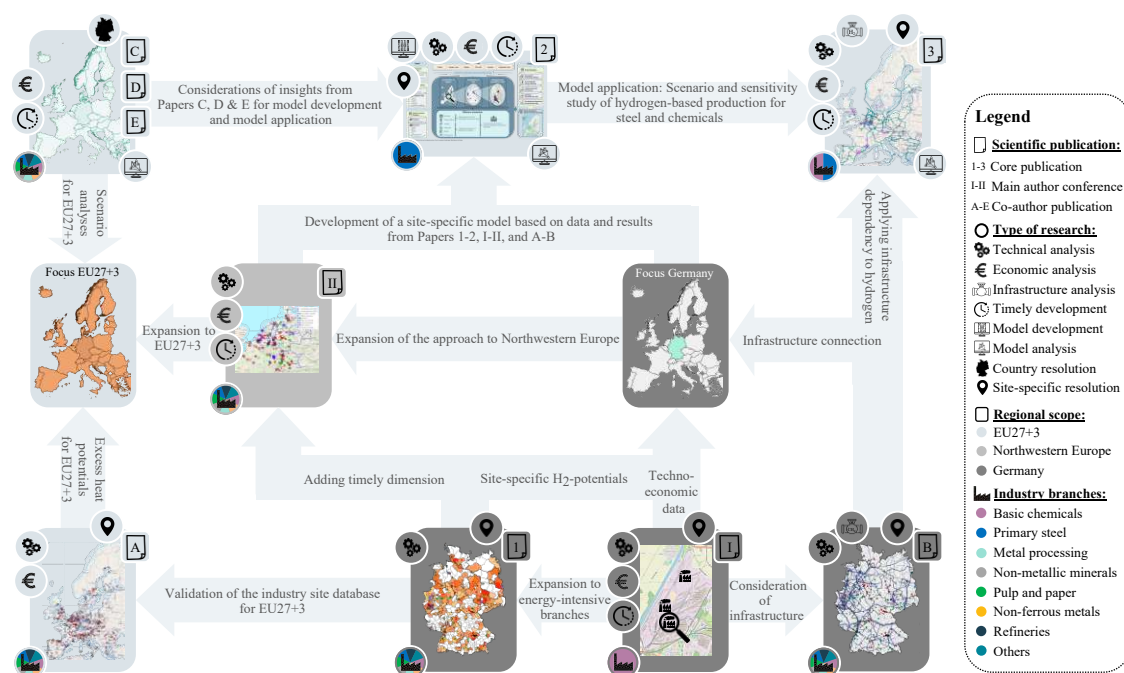 C
D
E
Considerations of insights from
Papers C, D & E for model development
and model application
2
Model application: Scenario and sensitivity
study of hydrogen-based production for
steel and chemicals
3
Scenario
analyses
for EU27+3
Development of a site-specific model based on data and results
from Papers 1-2, I-II, and A-B
Applying infrastructure
dependency to hydrogen
Focus EU27+3
Expansion to
EU27+3
II
Expansion of the approach to Northwestern Europe
Focus Germany
Infrastructure connection
Excess heat
potentials
for EU27+3
Adding timely dimension
Site-specific H2-potentials
Techno-
economic
data
A
Validation of the industry site database
for EU27+3
1
Expansion to
energy-intensive
branches
I
Consideration
of
infrastructure
B
Legend
Scientific publication:
1-3 Core publication
I-II Main author conference
A-E Co-author publication
Type of research:
Technical analysis
Economic analysis
Infrastructure analysis
Timely development
Model development
Model analysis
Country resolution
Site-specific resolution
Regional scope:
EU27+3
Northwestern Europe
Germany
Industry branches:
Basic chemicals
Primary steel
Metal processing
Non-metallic minerals
Pulp and paper
Non-ferrous metals
Refineries
Others